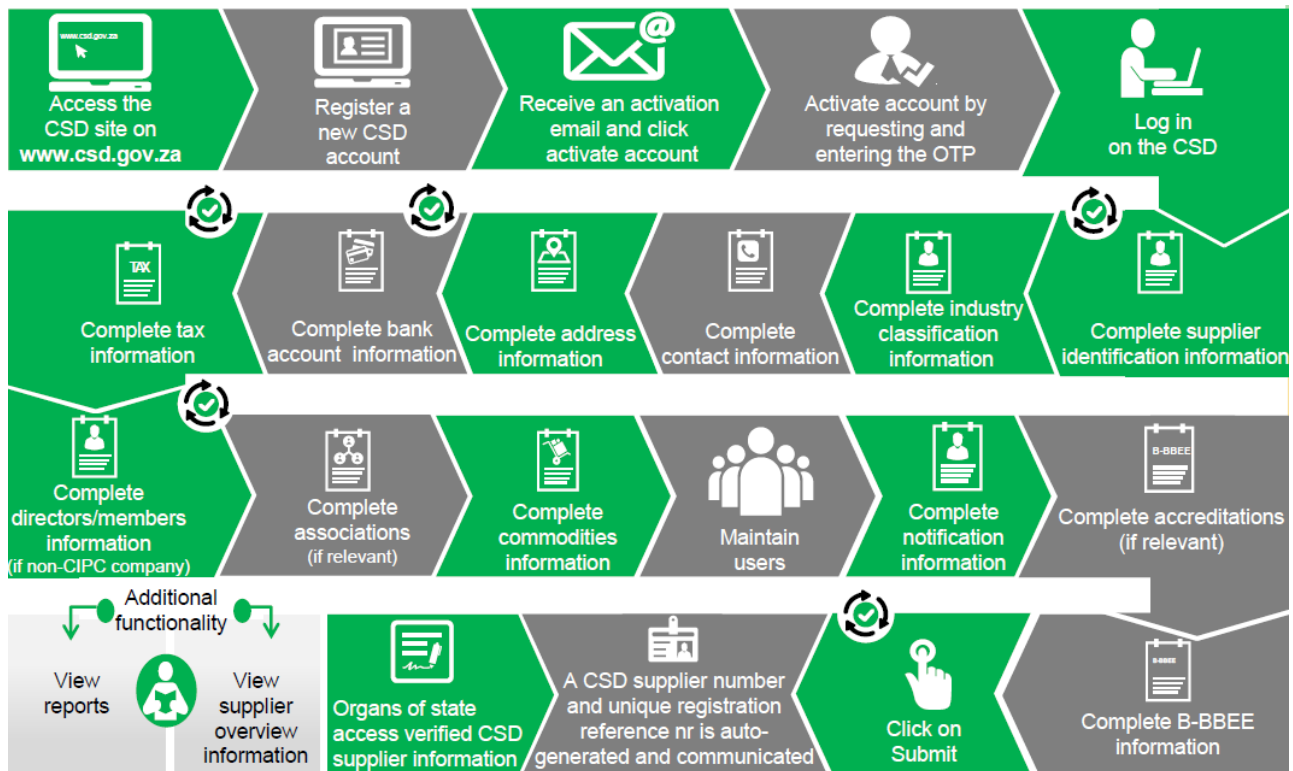 www.csd.gov.za
Access the
CSD site on
www.csd.gov.za
Register a
new CSD
account
@
Receive an activation
email and click
activate account
Activate account by
requesting and
entering the OTP
Log in
on the CSD
Complete supplier
identification information
Complete industry
classification
information
Complete
contact information
Complete address
information
Complete bank
account information
TAX
Complete tax
information
Complete
directors/members
information
(if non-CIPC company)
Complete
associations
(if relevant)
Complete
commodities
information
Maintain
users
Complete
notification
information
B-BBEE
Complete accreditations
(if relevant)
B-BBEE
Complete B-BBEE
information
Click on
Submit
A CSD supplier number
and unique registration
reference nr is auto-
generated and communicated
Organs of state
access verified CSD
supplier information
Additional
functionality
View
reports
View
supplier
overview
information